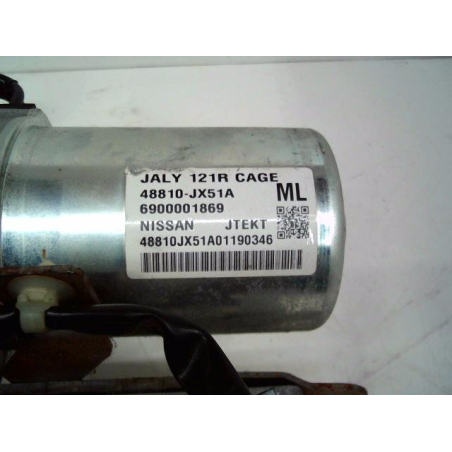 JALY 121R CAGE
48810-JX51A ML
6900001869
NISSAN JTEKT
48810JX51A01190346